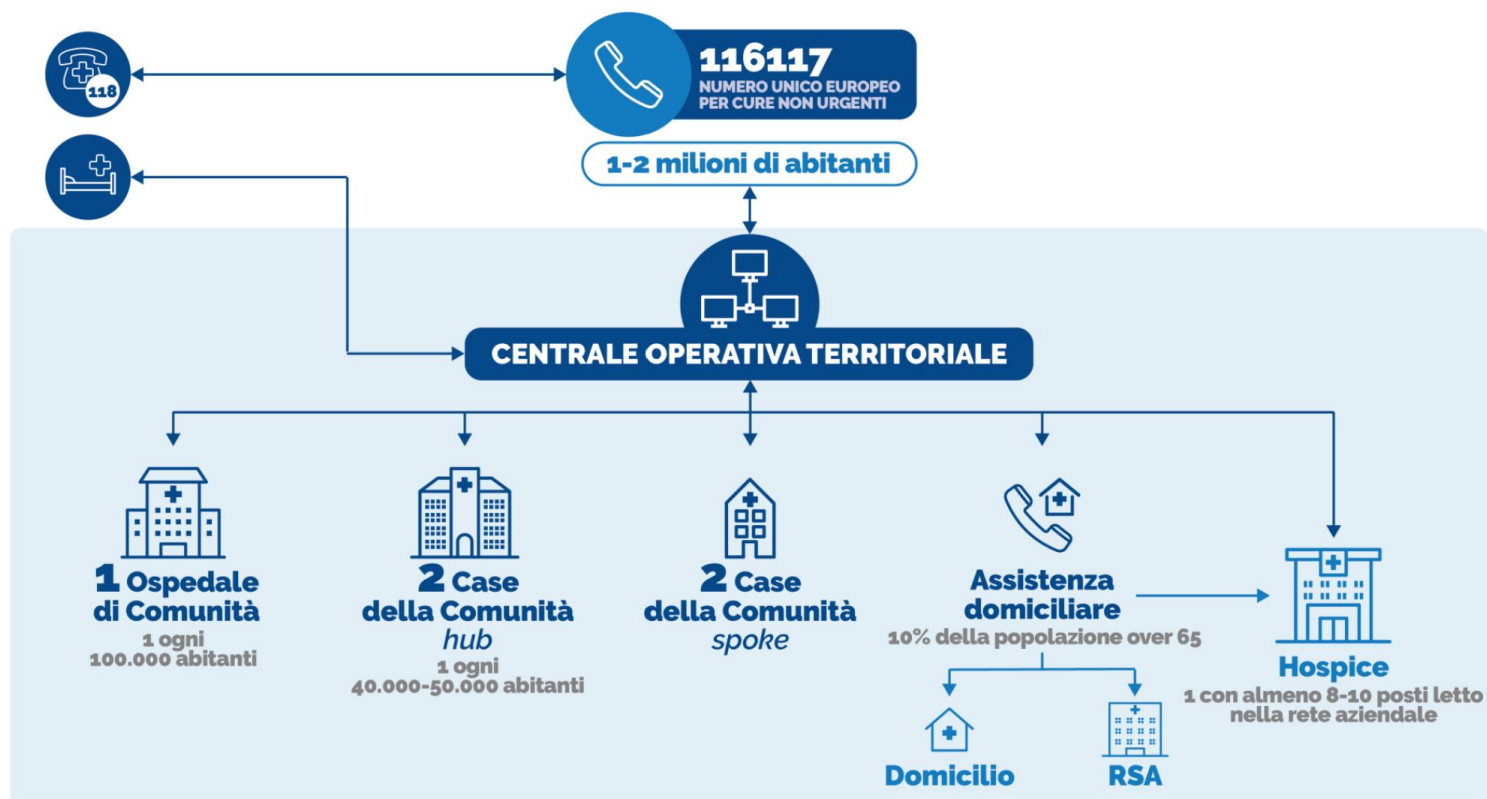 118
116117
NUMERO UNICO EUROPEO
PER CURE NON URGENTI
1-2 milioni di abitanti
CENTRALE OPERATIVA TERRITORIALE
1 Ospedale
di Comunità
1 ogni
100.000 abitanti
2 Case
della Comunità
hub
1 ogni
40.000-50.000 abitanti
2 Case
della Comunità
spoke
Assistenza
domiciliare
10% della popolazione over 65
Domicilio
RSA
Hospice
1 con almeno 8-10 posti letto
nella rete aziendale